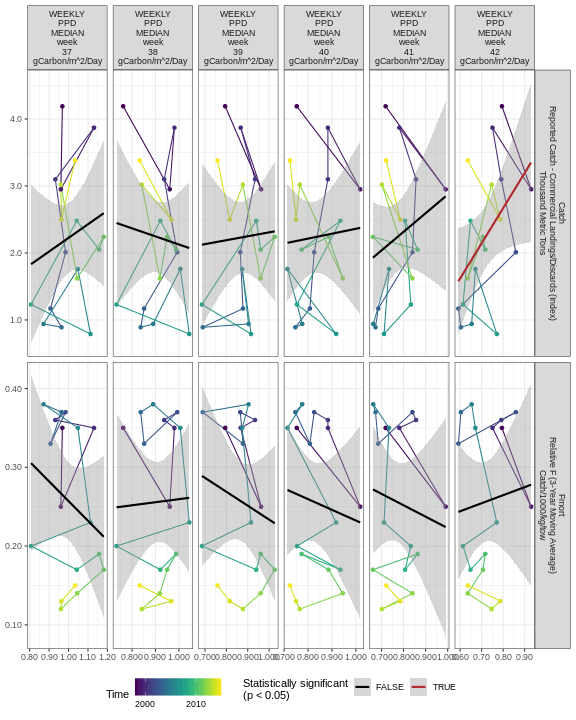 WEEKLY
PPD
MEDIAN
week
37
gCarbon/m^2/Day
WEEKLY
PPD
MEDIAN
week
38
gCarbon/m^2/Day
WEEKLY
PPD
MEDIAN
week
39
gCarbon/m^2/Day
WEEKLY
PPD
MEDIAN
week
40
gCarbon/m^2/Day
WEEKLY
PPD
MEDIAN
week
41
gCarbon/m^2/Day
WEEKLY
PPD
MEDIAN
week
42
gCarbon/m^2/Day
4.0
3.0
2.0
1.0
Catch
Reported Catch - Commercial Landings/Discards (Index)
Thousand Metric Tons
0.40
0.30
0.20
0.10
Fmort
Relative F (3-Year Moving Average)
Catch/1000/kg/tow
0.80 0.90 1.00 1.10 1.20
0.800 0.900 1.000
0.700 0.800 0.900 1.000
0.700 0.800 0.900 1.000
0.700 0.800 0.900 1.000
0.60 0.70 0.80 0.90
Time
2000 2010
Statistically significant
(p < 0.05)
FALSE TRUE